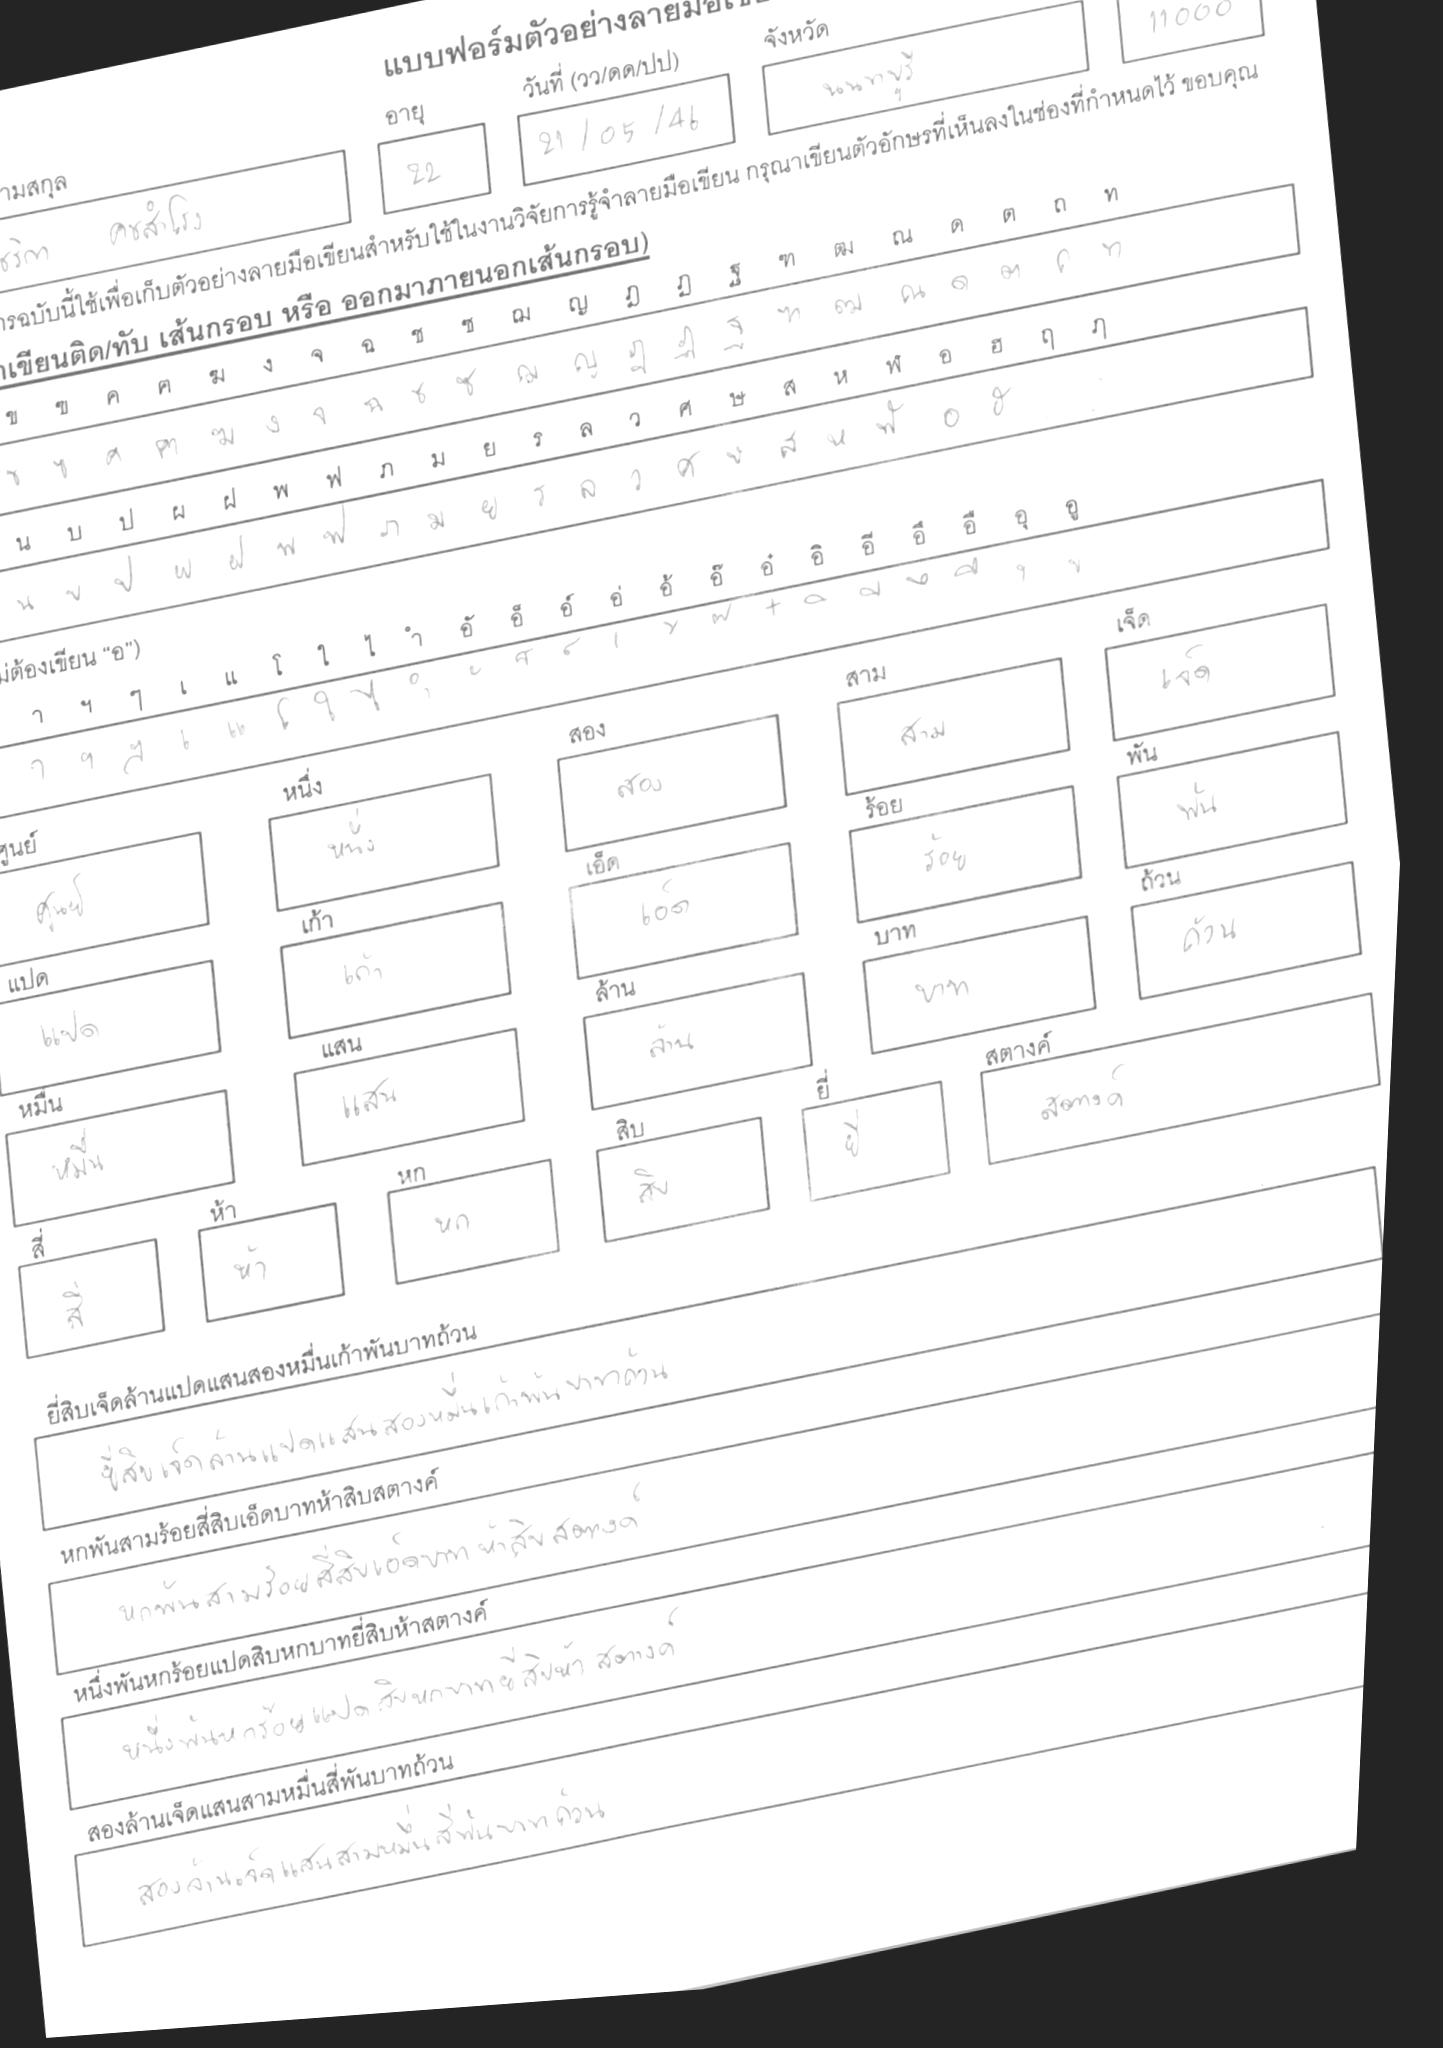 แบบฟอร์มตัวอย่างลายมือเขีย
ามสกุล อายุ วันที่ (วว/ดด/ปป) จังหวัด
คชสำโรง 22 21 / 05 / 46 นนทบุรี 11000
ารฉบับนี้ใช้เพื่อเก็บตัวอย่างลายมือเขียนสำหรับใช้ในงานวิจัยการรู้จำลายมือเขียน กรุณาเขียนตัวอักษรที่เห็นลงในช่องที่กำหนดไว้ ขอบคุณ
าเขียนติด/ทับ เส้นกรอบ หรือ ออกมาภายนอกเส้นกรอบ)
ข ฃ ค ฅ ฆ ง จ ฉ ช ซ ฌ ญ ฎ ฏ ฐ ฑ ฒ ณ ด ต ถ ท
ข ฃ ค ฅ ฆ ง จ ฉ ช ซ ฌ ญ ฎ ฏ ฐ ฑ ฒ ณ ด ต ถ ท
น บ ป ผ ฝ พ ฟ ภ ม ย ร ล ว ศ ษ ส ห ฬ อ ฮ ฤ ฦ
น บ ป ผ ฝ พ ฟ ภ ม ย ร ล ว ศ ษ ส ห ฬ อ ฮ
ม่ต้องเขียน “อ”)
า ฯ ๆ เ แ โ ใ ไ ำ อั อ็ อ์ อ่ อ้ อ๊ อ๋ อิ อี อึ อื อุ อู
า ฯ ๆ เ แ โ ใ ไ ำ ั ็ ์ ่ ้ ๊ ๋ ิ ี ึ ื ุ ู
ศูนย์ หนึ่ง สอง สาม เจ็ด
ศูนย์ หนึ่ง สอง สาม เจ็ด
แปด เก้า เอ็ด ร้อย พัน
แปด เก้า เอ็ด ร้อย พัน
หมื่น แสน ล้าน บาท ถ้วน
หมื่น แสน ล้าน บาท ถ้วน
สี่ ห้า หก สิบ ยี่ สตางค์
สี่ ห้า หก สิบ ยี่ สตางค์
ยี่สิบเจ็ดล้านแปดแสนสองหมื่นเก้าพันบาทถ้วน
ยี่สิบเจ็ดล้านแปดแสนสองหมื่นเก้าพันบาทถ้วน
หกพันสามร้อยสี่สิบเอ็ดบาทห้าสิบสตางค์
หกพันสามร้อยสี่สิบเอ็ดบาทห้าสิบสตางค์
หนึ่งพันหกร้อยแปดสิบหกบาทยี่สิบห้าสตางค์
หนึ่งพันหกร้อยแปดสิบหกบาทยี่สิบห้า สตางค์
สองล้านเจ็ดแสนสามหมื่นสี่พันบาทถ้วน
สองล้านเจ็ดแสนสามหมื่นสี่พันบาทถ้วน